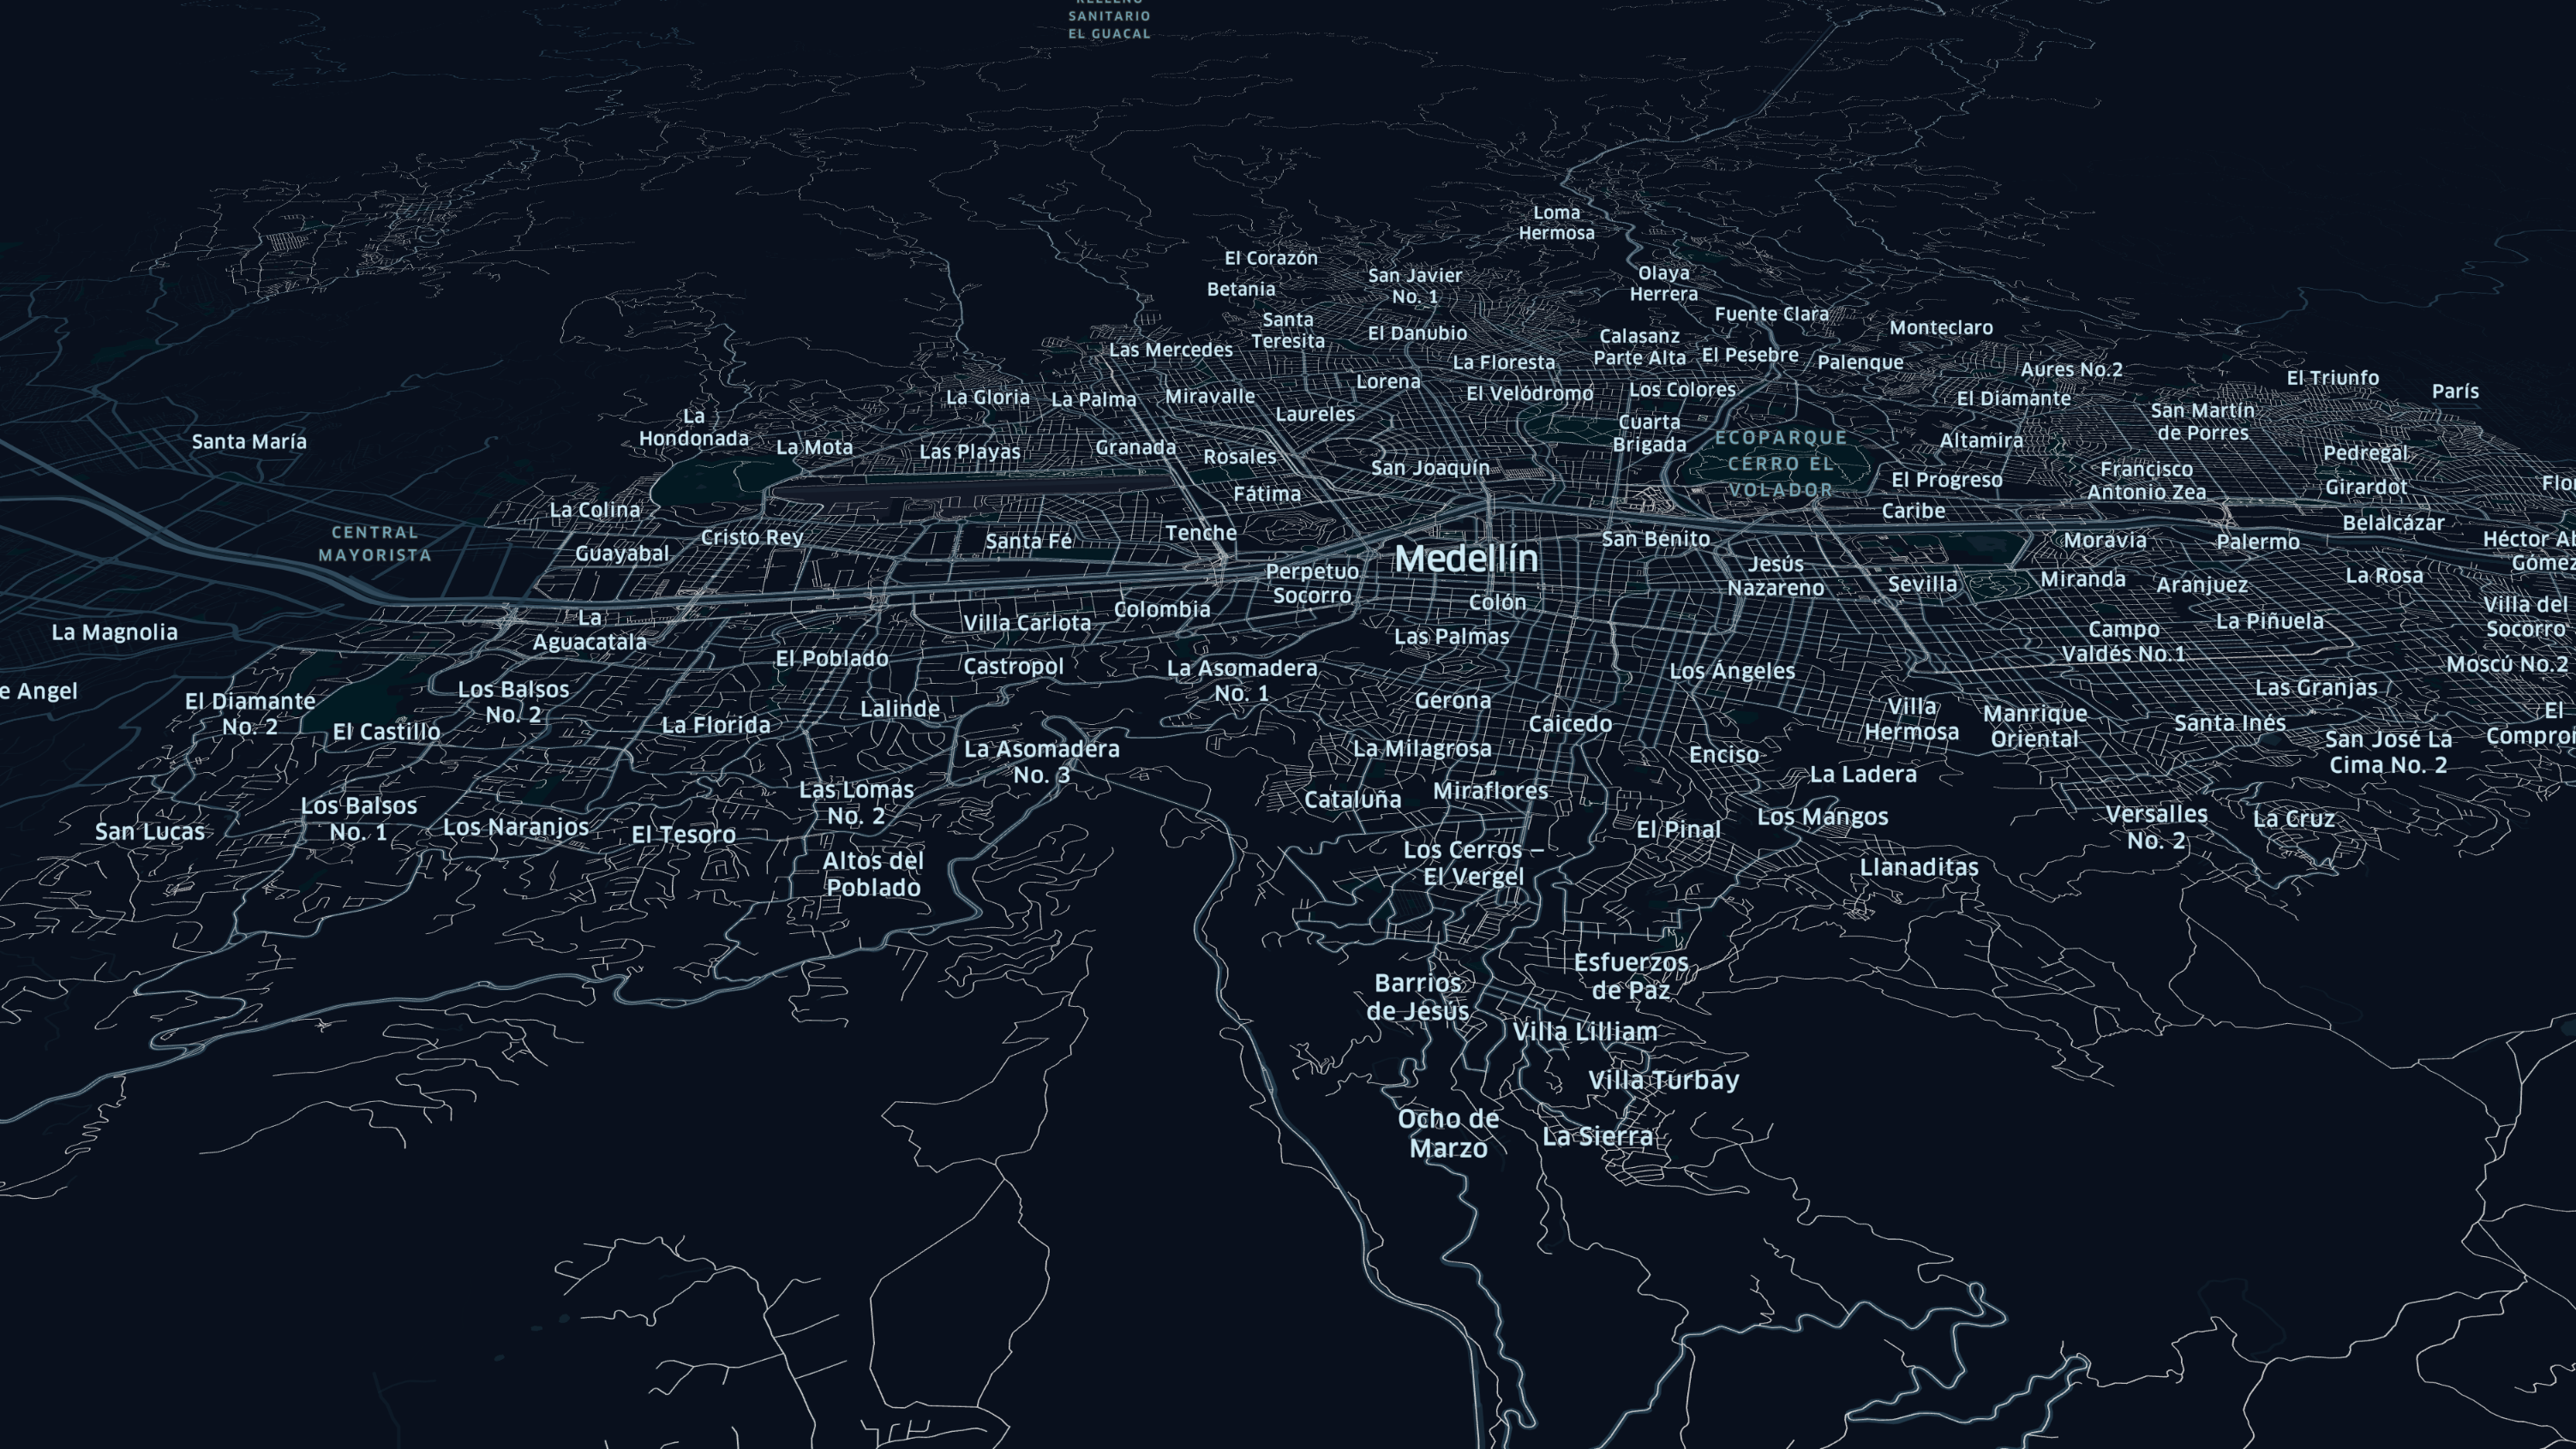 SANITARIO
EL GUACAL
Loma
Hermosa
El Corazón
San Javier
No. 1
Olaya
Herrera
Betania
Santa
Teresita
El Danubio
Fuente Clara
Monteclaro
Calasanz
Parte Alta
El Pesebre
Palenque
Las Mercedes
La Floresta
Aures No.2
El Triunfo
París
Lorena
El Velódromo
Los Colores
La Gloria
La Palma
Miravalle
Laureles
El Diamante
San Martín
de Porres
La
Hondonada
Santa María
La Mota
Las Playas
Granada
Rosales
San Joaquín
Cuarta
Brigada
ECOPARQUE
CERRO EL
VOLADOR
Altamira
Pedregal
Francisco
Antonio Zea
El Progreso
Girardot
Fátima
La Colina
Caribe
Belalcázar
CENTRAL
MAYORISTA
Guayabal
Cristo Rey
Santa Fé
Tenche
Medellín
San Benito
Moravia
Palermo
Héctor Ab
Gómez
Perpetuo
Socorro
Jesús
Nazareno
Sevilla
Miranda
Aranjuez
La Rosa
La Magnolia
La
Aguacatala
Villa Carlota
Colombia
Colón
Las Palmas
Campo
Valdés No.1
La Piñuela
Villa del
Socorro
El Poblado
Castropol
La Asomadera
No. 1
Los Ángeles
Moscú No.2
e Angel
El Diamante
No. 2
El Castillo
Los Balsos
No. 2
La Florida
Lalinde
Gerona
Caicedo
Villa
Hermosa
Manrique
Oriental
Las Granjas
Santa Inés
San José La
Cima No. 2
El
Compro
La Asomadera
No. 3
La Milagrosa
Enciso
La Ladera
Las Lomas
No. 2
Cataluña
Miraflores
Los Mangos
San Lucas
Los Balsos
No. 1
Los Naranjos
El Tesoro
El Pinal
Versalles
No. 2
La Cruz
Altos del
Poblado
Los Cerros –
El Vergel
Llanaditas
Barrios
de Jesús
Esfuerzos
de Paz
Villa Lilliam
Villa Turbay
Ocho de
Marzo
La Sierra